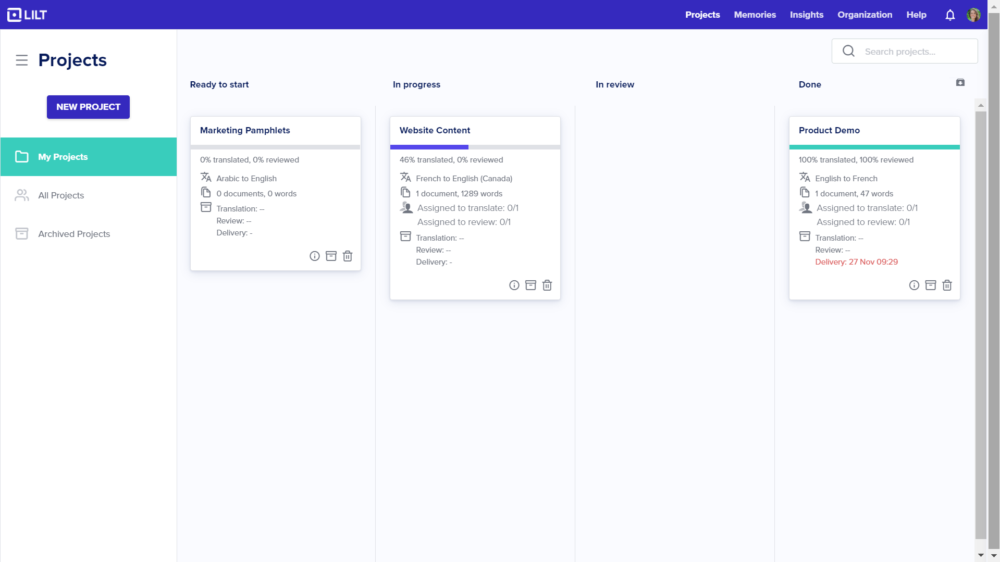 LILT
Projects Memories Insights Organization Help
Projects
Search projects...
NEW PROJECT
My Projects
All Projects
Archived Projects
Ready to start
Marketing Pamphlets
0% translated, 0% reviewed
Arabic to English
0 documents, 0 words
Translation: --
Review: --
Delivery: -
In progress
Website Content
46% translated, 0% reviewed
French to English (Canada)
1 document, 1289 words
Assigned to translate: 0/1
Assigned to review: 0/1
Translation: --
Review: --
Delivery: -
In review
Done
Product Demo
100% translated, 100% reviewed
English to French
1 document, 47 words
Assigned to translate: 0/1
Assigned to review: 0/1
Translation: --
Review: --
Delivery: 27 Nov 09:29